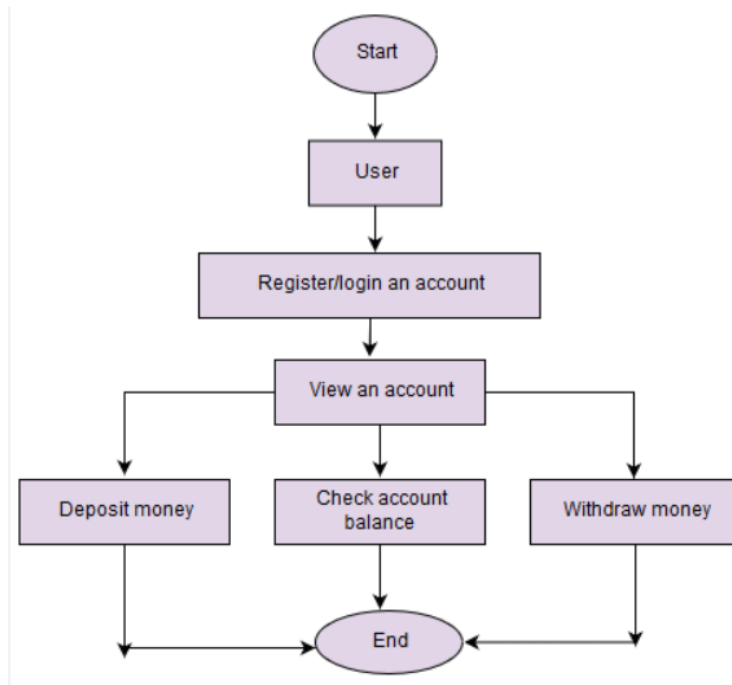 Start
User
Register/login an account
View an account
Deposit money
Check account
balance
Withdraw money
End